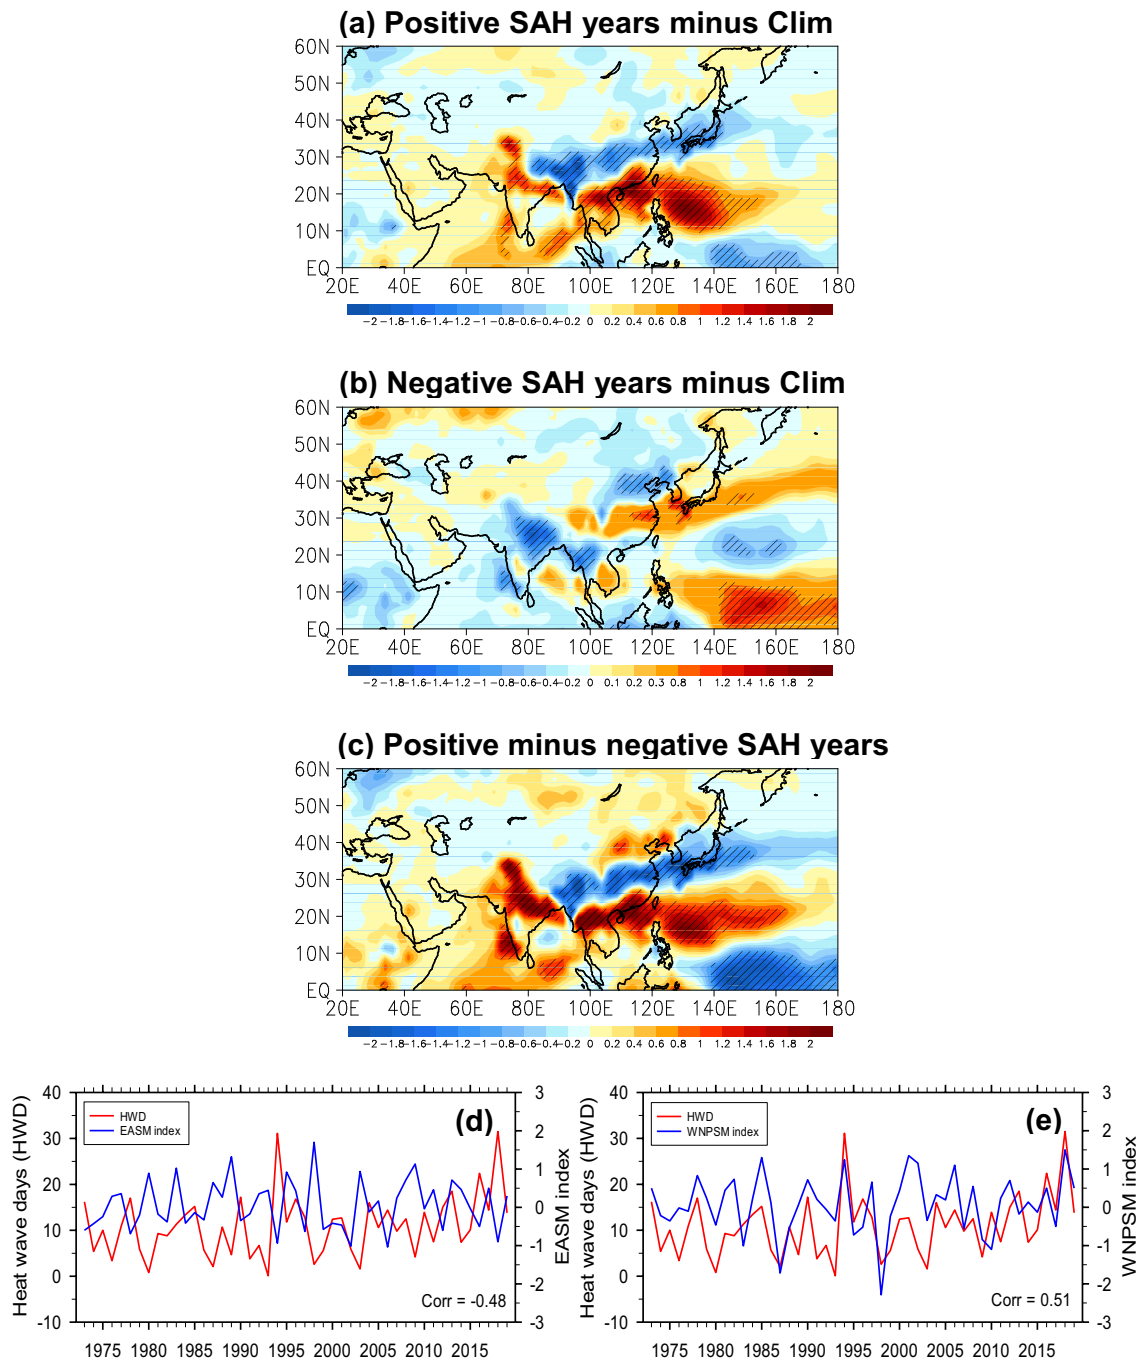 (a) Positive SAH years minus Clim
60N
50N
40N
30N
20N
10N
EQ
20E 40E 60E 80E 100E 120E 140E 160E 180
-2 -1.8 -1.6 -1.4 -1.2 -1 -0.8 -0.6 -0.4 -0.2 0 0.2 0.4 0.6 0.8 1 1.2 1.4 1.6 1.8 2
(b) Negative SAH years minus Clim
60N
50N
40N
30N
20N
10N
EQ
20E 40E 60E 80E 100E 120E 140E 160E 180
-2 -1.8 -1.6 -1.4 -1.2 -1 -0.8 -0.6 -0.4 -0.2 0 0.1 0.2 0.3 0.8 1 1.2 1.4 1.6 1.8 2
(c) Positive minus negative SAH years
60N
50N
40N
30N
20N
10N
EQ
20E 40E 60E 80E 100E 120E 140E 160E 180
-2 -1.8 -1.6 -1.4 -1.2 -1 -0.8 -0.6 -0.4 -0.2 0 0.2 0.4 0.6 0.8 1 1.2 1.4 1.6 1.8 2
(d)
Heat wave days (HWD)
40
30
20
10
0
-10
HWD
EASM index
Corr = -0.48
3
2
1
0
-1
-2
-3
EASM index
1975 1980 1985 1990 1995 2000 2005 2010 2015
(e)
Heat wave days (HWD)
40
30
20
10
0
-10
HWD
WNPSM index
Corr = 0.51
3
2
1
0
-1
-2
-3
WNPSM index
1975 1980 1985 1990 1995 2000 2005 2010 2015